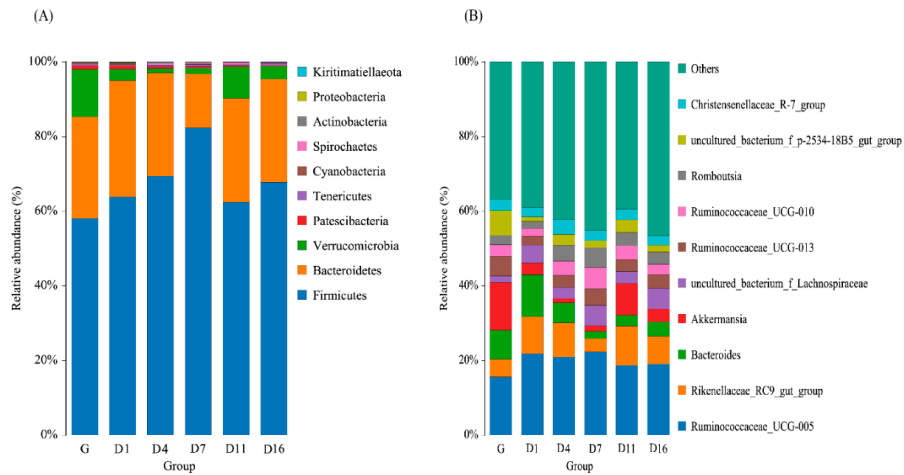 (A)
Relative abundance (%)
100%
80%
60%
40%
20%
0%
G D1 D4 D7 D11 D16
Group
Kiritimatiellaeota
Proteobacteria
Actinobacteria
Spirochaetes
Cyanobacteria
Tenericutes
Patescibacteria
Verrucomicrobia
Bacteroidetes
Firmicutes
(B)
Relative abundance (%)
100%
80%
60%
40%
20%
0%
G D1 D4 D7 D11 D16
Group
Others
Christensenellaceae_R-7_group
uncultured_bacterium_f_p-2534-18B5_gut_group
Romboutsia
Ruminococcaceae_UCG-010
Ruminococcaceae_UCG-013
uncultured_bacterium_f_Lachnospiraceae
Akkermansia
Bacteroides
Rikenellaceae_RC9_gut_group
Ruminococcaceae_UCG-005